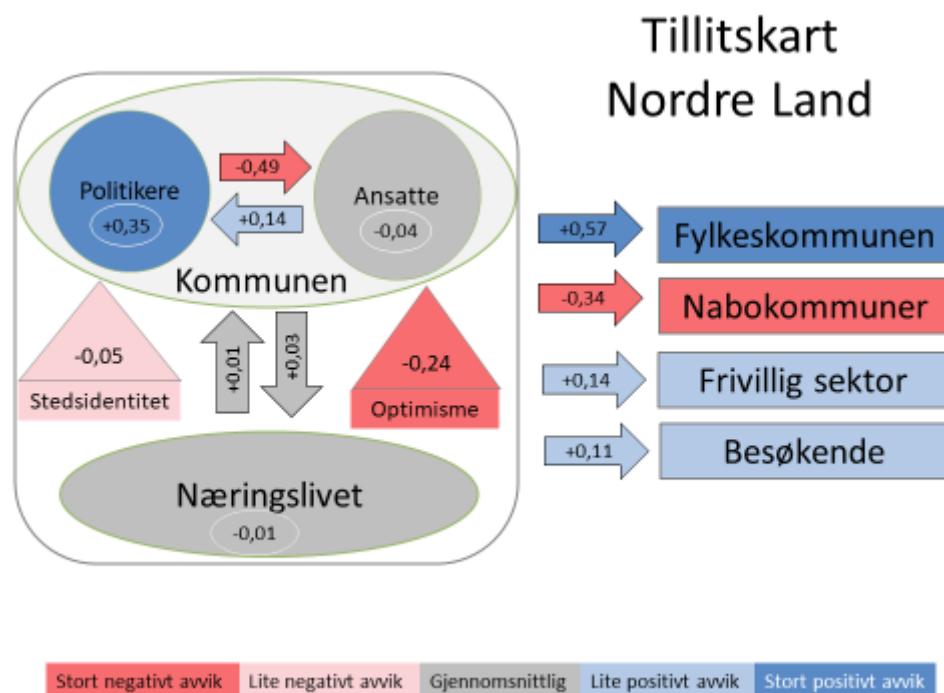 Tillitskart
Nordre Land
Politikere
+0,35
-0,49
+0,14
Ansatte
-0,04
Kommunen
-0,05
Stedsidentitet
+0,01
+0,03
-0,24
Optimisme
Næringslivet
-0,01
+0,57
Fylkeskommunen
-0,34
Nabokommuner
+0,14
Frivillig sektor
+0,11
Besøkende
Stort negativt avvik Lite negativt avvik Gjennomsnittlig Lite positivt avvik Stort positivt avvik